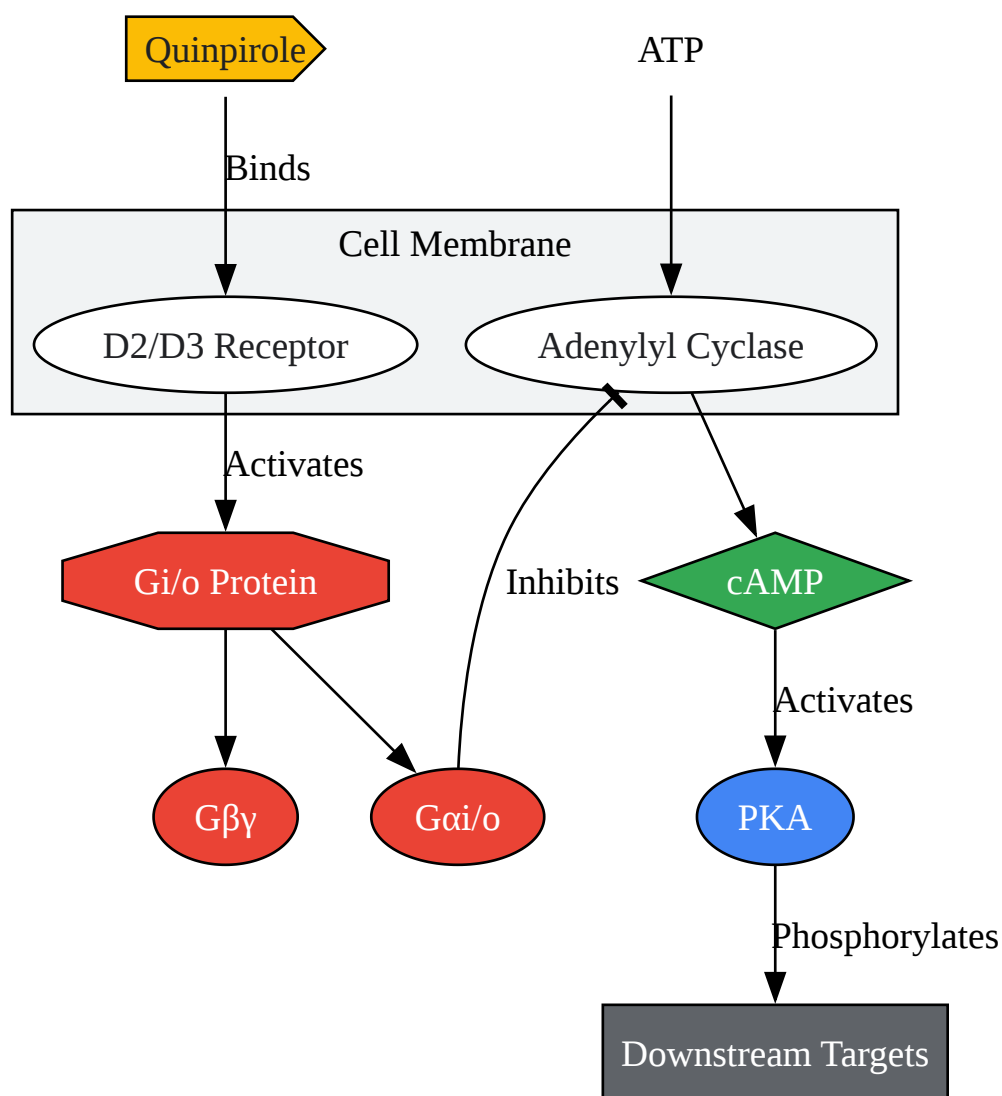 Quinpirole
ATP
Binds
Cell Membrane
D2/D3 Receptor
Adenylyl Cyclase
Activates
Gi/o Protein
Inhibits
cAMP
Activates
Gβγ
Gαi/o
PKA
Phosphorylates
Downstream Targets